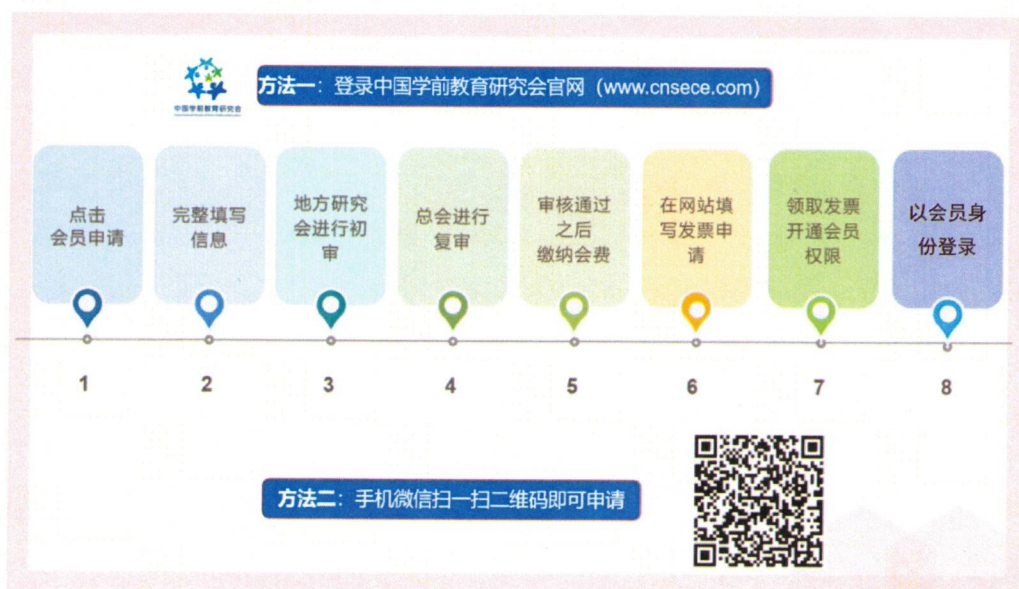 中国学前教育研究会
方法一：登录中国学前教育研究会官网（www.cnsece.com）
点击
会员申请
完整填写
信息
地方研究
会进行初
审
总会进行
复审
审核通过
之后
缴纳会费
在网站填
写发票申
请
领取发票
开通会员
权限
以会员身
份登录
1
2
3
4
5
6
7
8
方法二：手机微信扫一扫二维码即可申请